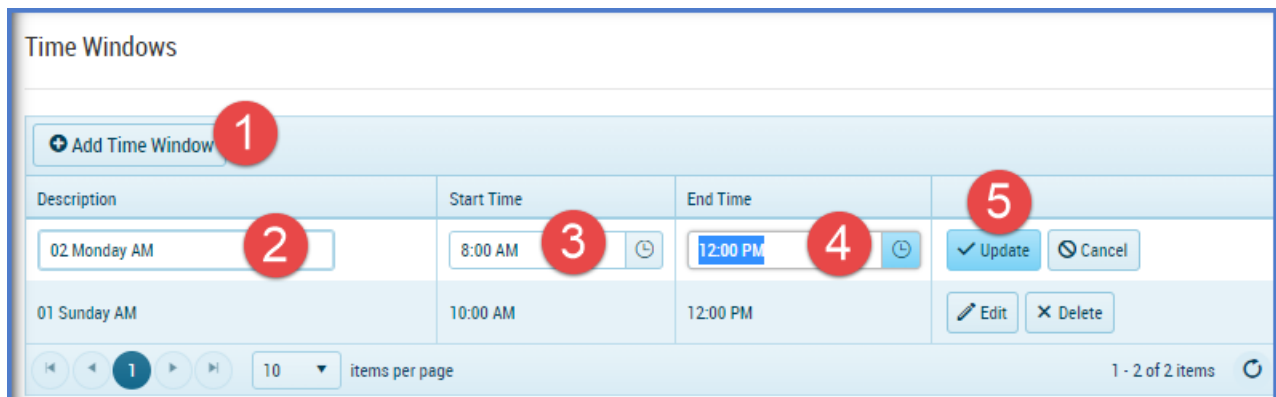 Time Windows
Add Time Window 1
Description Start Time End Time 5
02 Monday AM 2 8:00 AM 3 12:00 PM 4 Update Cancel
01 Sunday AM 10:00 AM 12:00 PM Edit Delete
1 10 items per page 1 - 2 of 2 items